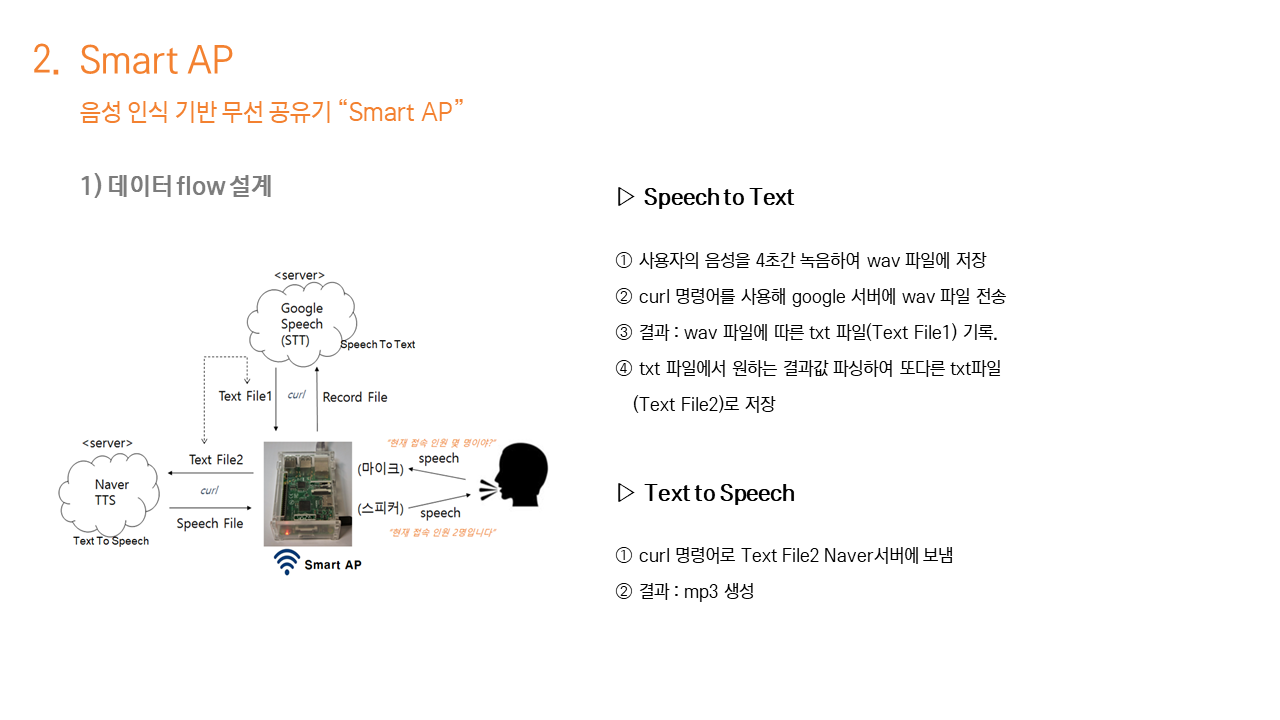 2. Smart AP
음성 인식 기반 무선 공유기 “Smart AP”
1) 데이터 flow 설계
<server>
Google
Speech
(STT)
Speech To Text
Text File1
curl
Record File
<server>
Naver
TTS
Text To Speech
Text File2
curl
Speech File
"현재 접속 인원 몇 명이야?"
(마이크)
speech
(스피커)
speech
"현재 접속 인원 2명입니다"
Smart AP
▷ Speech to Text
① 사용자의 음성을 4초간 녹음하여 wav 파일에 저장
② curl 명령어를 사용해 google 서버에 wav 파일 전송
③ 결과 : wav 파일에 따른 txt 파일(Text File1) 기록.
④ txt 파일에서 원하는 결과값 파싱하여 또다른 txt파일
(Text File2)로 저장
▷ Text to Speech
① curl 명령어로 Text File2 Naver서버에 보냄
② 결과 : mp3 생성